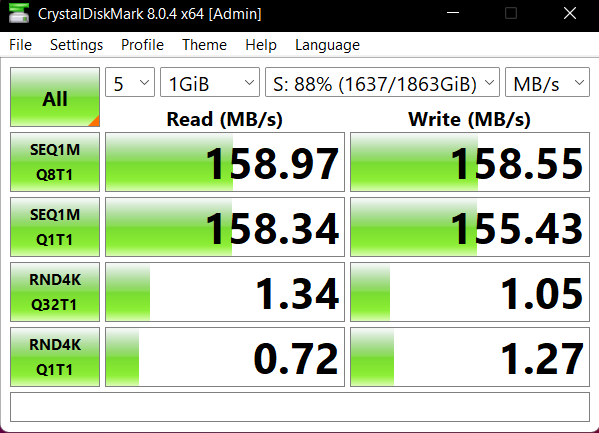 CrystalDiskMark 8.0.4 x64 [Admin]
File Settings Profile Theme Help Language
All 5 1GiB S: 88% (1637/1863GiB) MB/s
Read (MB/s) Write (MB/s)
SEQ1M
Q8T1
158.97 158.55
SEQ1M
Q1T1
158.34 155.43
RND4K
Q32T1
1.34 1.05
RND4K
Q1T1
0.72 1.27